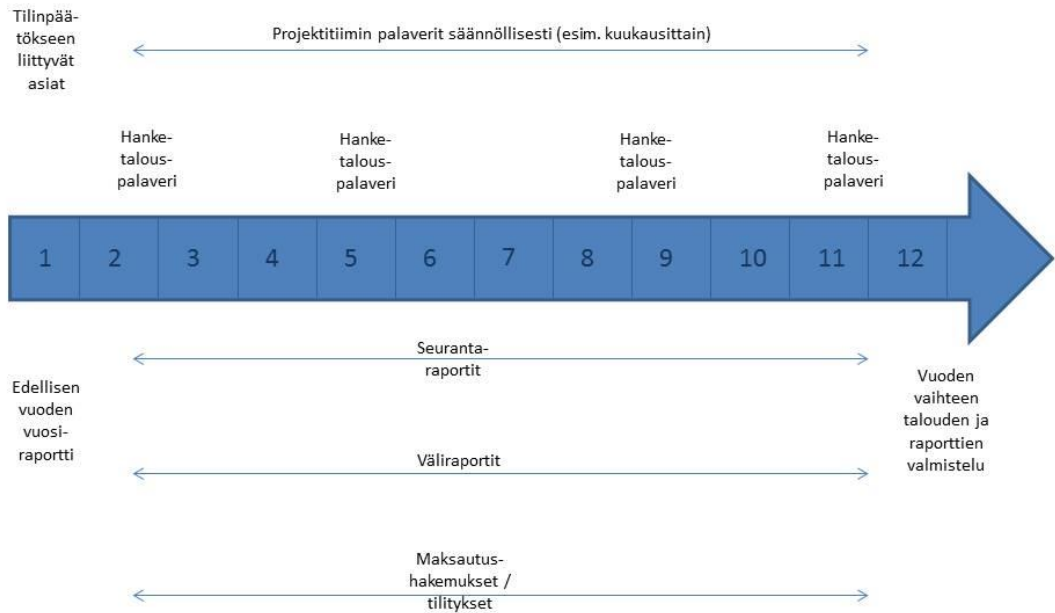 Tilinpää-
tökseen
liittyvät
asiat
Projektitiimin palaverit säännöllisesti (esim. kuukausittain)
Hanke-
talous-
palaveri
Hanke-
talous-
palaveri
Hanke-
talous-
palaveri
Hanke-
talous-
palaveri
1 2 3 4 5 6 7 8 9 10 11 12
Seuranta-
raportit
Edellisen
vuoden
vuosi-
raportti
Vuoden
vaihteen
talouden ja
raporttien
valmistelu
Väliraportit
Maksautus-
hakemukset /
tilitykset